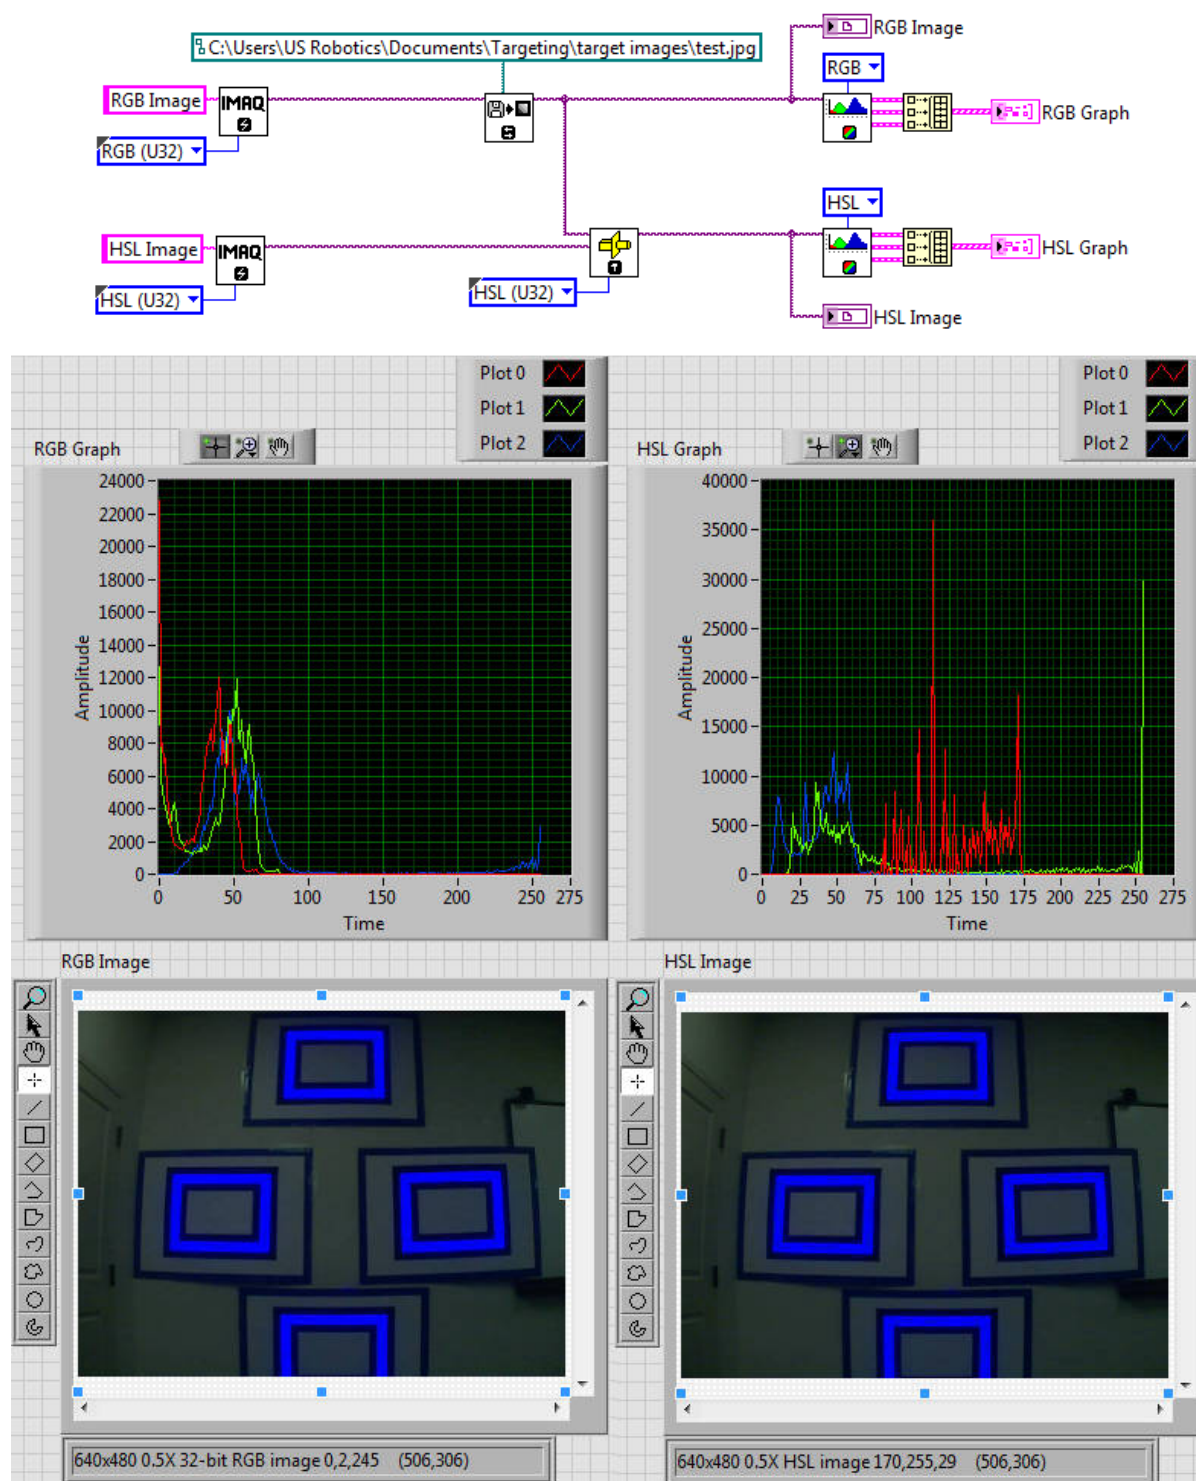 RGB Image
C:\Users\US Robotics\Documents\Targeting\target images\test.jpg
RGB
RGB Image
IMAQ
RGB Graph
RGB (U32)
HSL
HSL Image
IMAQ
HSL Graph
HSL (U32)
HSL (U32)
HSL Image
Plot 0
Plot 1
Plot 2
RGB Graph
24000
22000
20000
18000
16000
14000
12000
10000
8000
6000
4000
2000
0
Amplitude
0 50 100 150 200 250 275
Time
Plot 0
Plot 1
Plot 2
HSL Graph
40000
35000
30000
25000
20000
15000
10000
5000
0
Amplitude
0 25 50 75 100 125 150 175 200 225 250 275
Time
RGB Image
640x480 0.5X 32-bit RGB image 0,2,245 (506,306)
HSL Image
640x480 0.5X HSL image 170,255,29 (506,306)